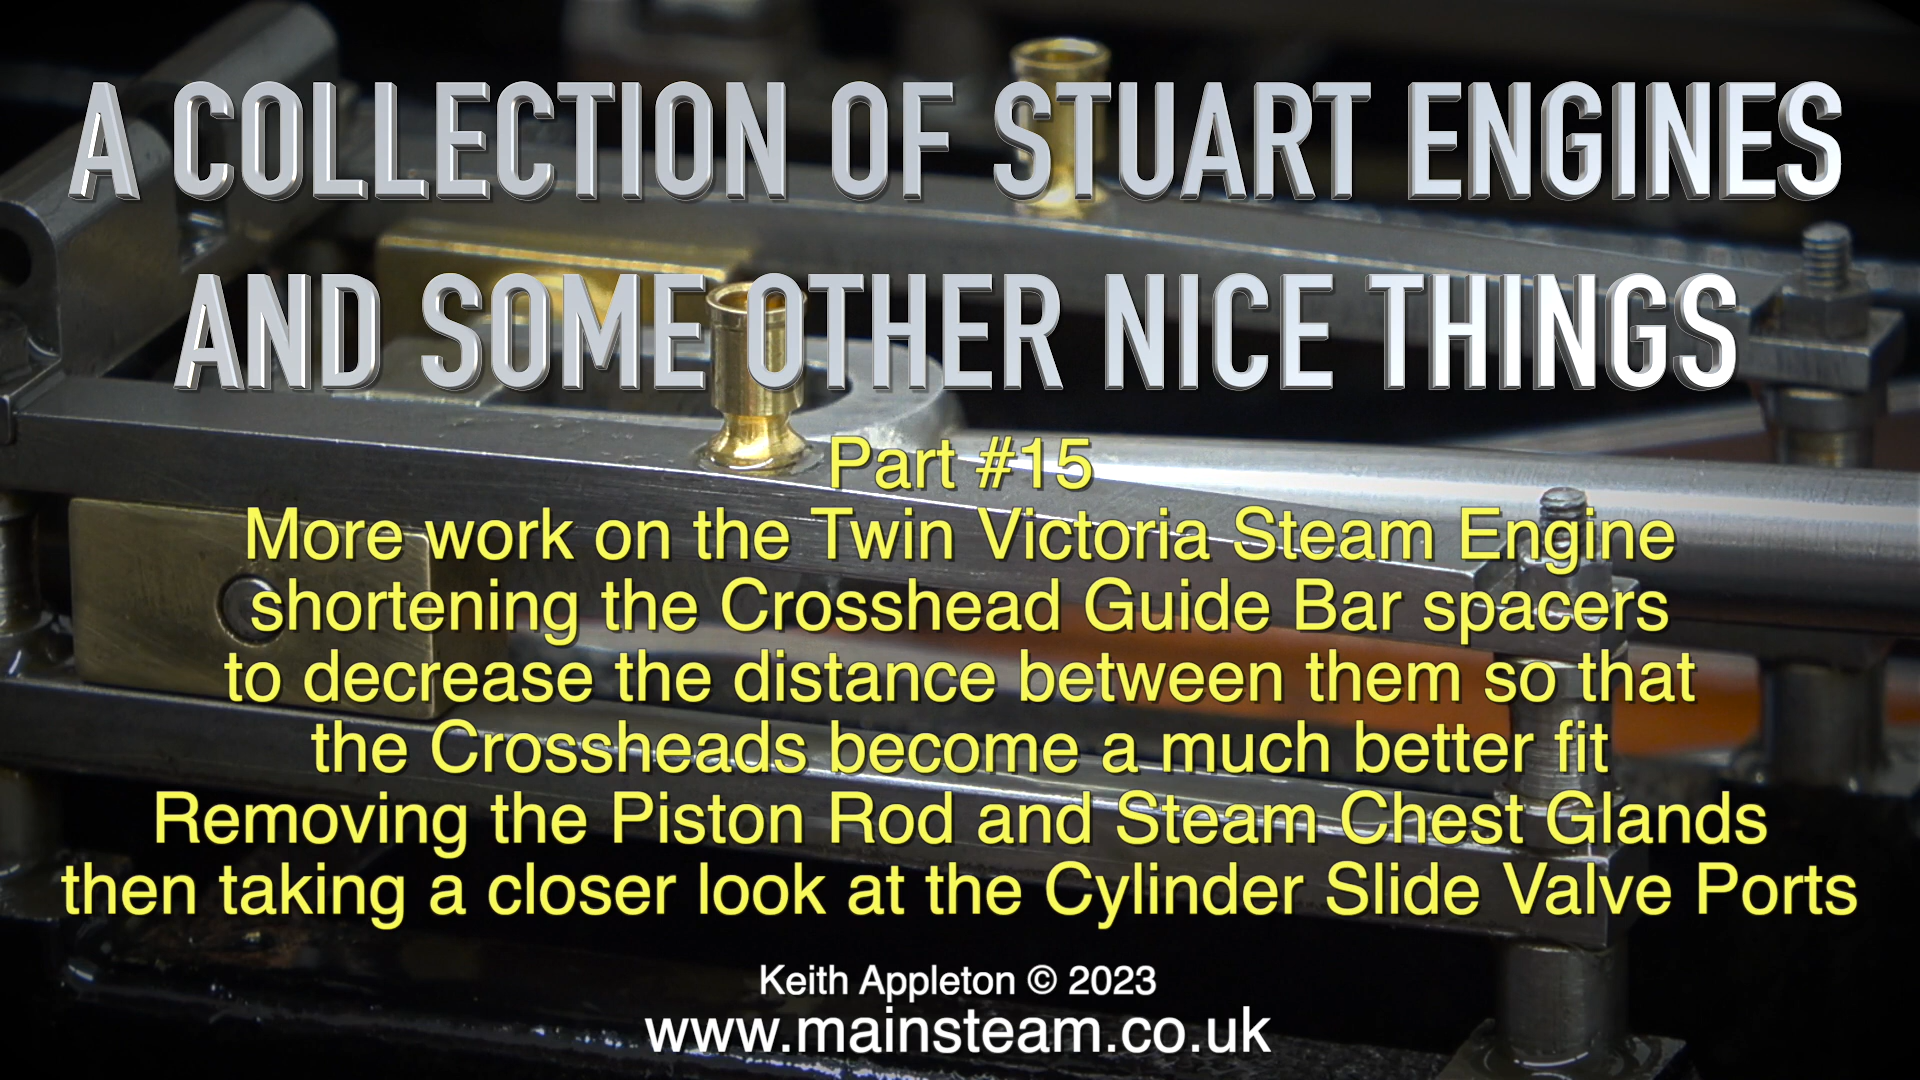 A COLLECTION OF STUART ENGINES
AND SOME OTHER NICE THINGS
Part #15
More work on the Twin Victoria Steam Engine
shortening the Crosshead Guide Bar spacers
to decrease the distance between them so that
the Crossheads become a much better fit
Removing the Piston Rod and Steam Chest Glands
then taking a closer look at the Cylinder Slide Valve Ports
Keith Appleton © 2023
www.mainsteam.co.uk